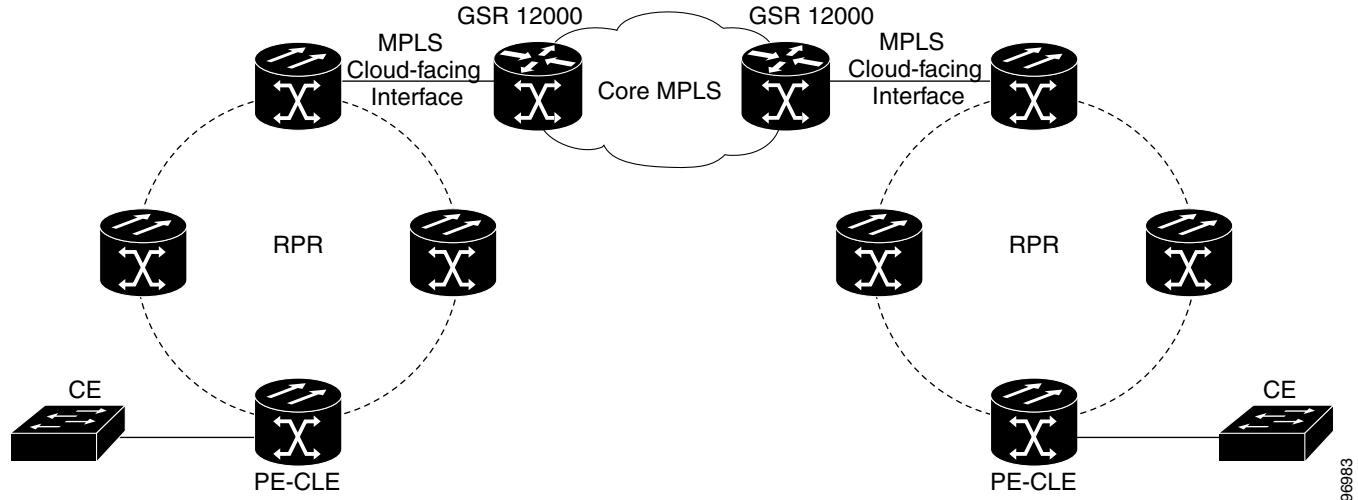 GSR 12000
GSR 12000
MPLS
Cloud-facing
Interface
Core MPLS
MPLS
Cloud-facing
Interface
RPR
RPR
CE
CE
PE-CLE
PE-CLE
96983